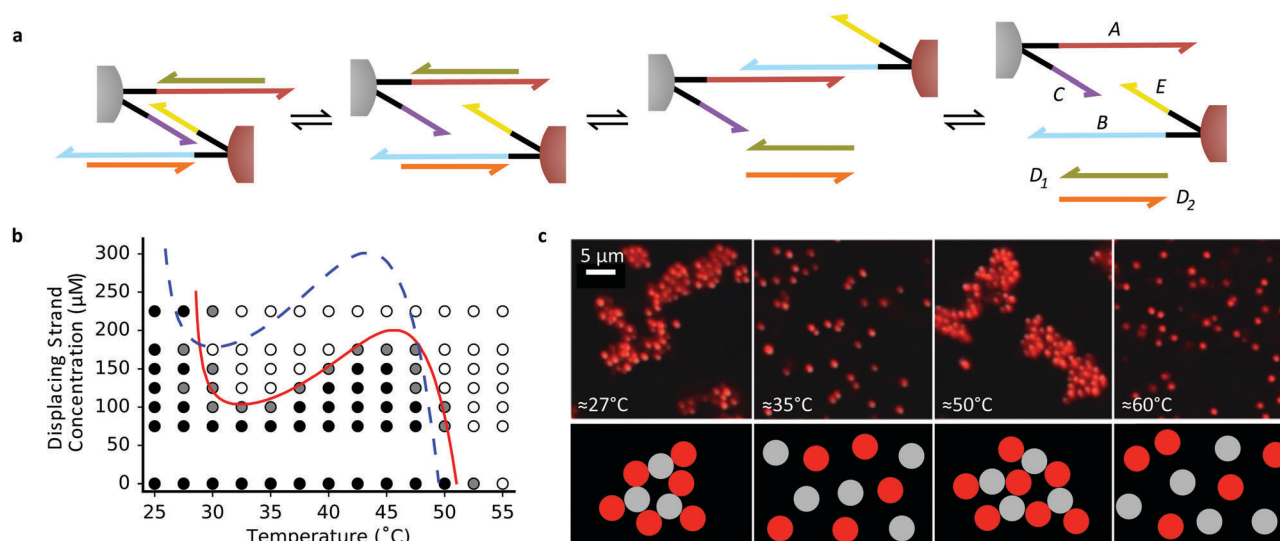 a
A
C
E
B
D1
D2
b
Displacing Strand
Concentration (μM)
300
250
200
150
100
50
0
25
30
35
40
45
50
55
Temperature (˚C)
c
5 μm
≈27°C
≈35°C
≈50°C
≈60°C